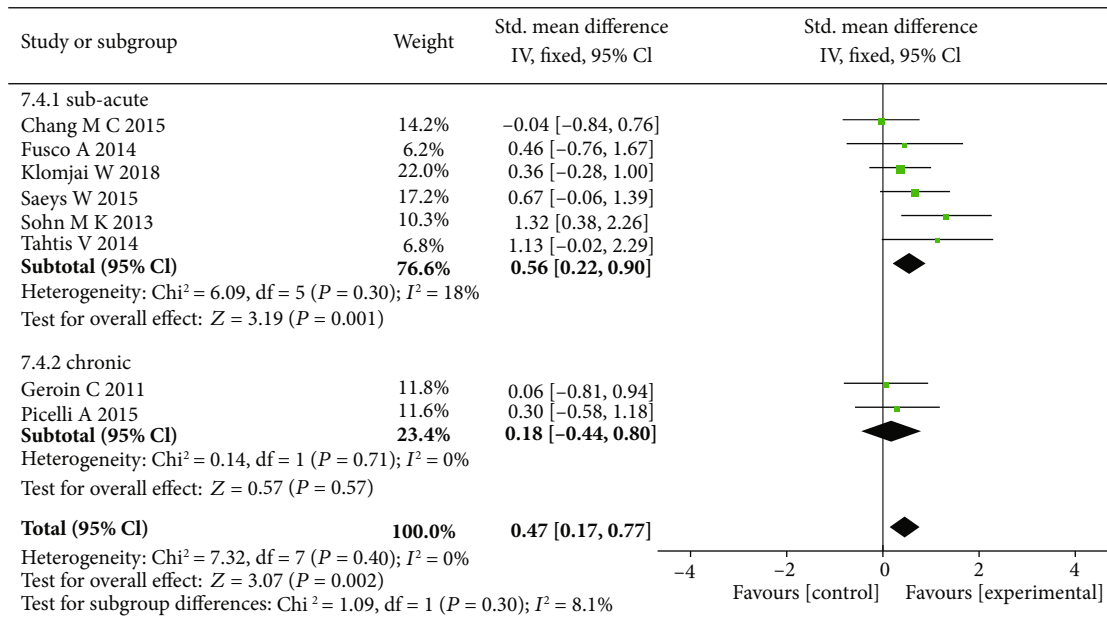 Study or subgroup Weight Std. mean difference IV, fixed, 95% Cl Std. mean difference IV, fixed, 95% Cl
7.4.1 sub-acute
Chang M C 2015 14.2% –0.04 [–0.84, 0.76]
Fusco A 2014 6.2% 0.46 [–0.76, 1.67]
Klomjai W 2018 22.0% 0.36 [–0.28, 1.00]
Saeys W 2015 17.2% 0.67 [–0.06, 1.39]
Sohn M K 2013 10.3% 1.32 [0.38, 2.26]
Tahtis V 2014 6.8% 1.13 [–0.02, 2.29]
Subtotal (95% Cl) 76.6% 0.56 [0.22, 0.90]
Heterogeneity: Chi² = 6.09, df = 5 (P = 0.30); I² = 18%
Test for overall effect: Z = 3.19 (P = 0.001)
7.4.2 chronic
Geroin C 2011 11.8% 0.06 [–0.81, 0.94]
Picelli A 2015 11.6% 0.30 [–0.58, 1.18]
Subtotal (95% Cl) 23.4% 0.18 [–0.44, 0.80]
Heterogeneity: Chi² = 0.14, df = 1 (P = 0.71); I² = 0%
Test for overall effect: Z = 0.57 (P = 0.57)
Total (95% Cl) 100.0% 0.47 [0.17, 0.77]
Heterogeneity: Chi² = 7.32, df = 7 (P = 0.40); I² = 0%
Test for overall effect: Z = 3.07 (P = 0.002)
Test for subgroup differences: Chi² = 1.09, df = 1 (P = 0.30); I² = 8.1%
–4 –2 0 2 4
Favours [control] Favours [experimental]